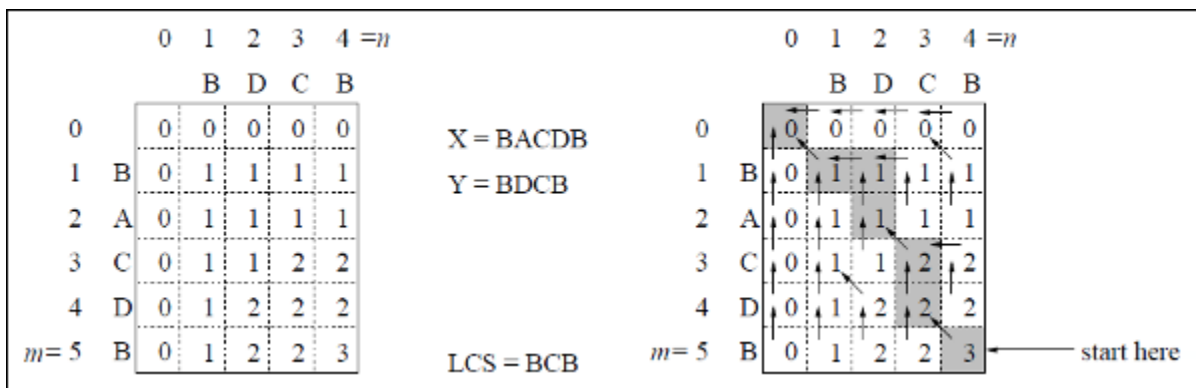 0 1 2 3 4 =n
B D C B
0 0 0 0 0 0
1 B 0 1 1 1 1
2 A 0 1 1 1 1
3 C 0 1 1 2 2
4 D 0 1 2 2 2
m= 5 B 0 1 2 2 3
X = BACDB
Y = BDCB
LCS = BCB
0 1 2 3 4 =n
B D C B
0 0 0 0 0 0
1 B 0 1 1 1 1
2 A 0 1 1 1 1
3 C 0 1 1 2 2
4 D 0 1 2 2 2
m= 5 B 0 1 2 2 3 start here